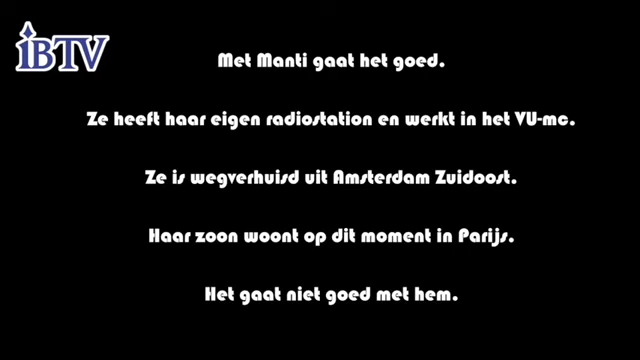 iBTV
Met Manti gaat het goed.
Ze heeft haar eigen radiostation en werkt in het VU-mc.
Ze is wegverhuisd uit Amsterdam Zuidoost.
Haar zoon woont op dit moment in Parijs.
Het gaat niet goed met hem.